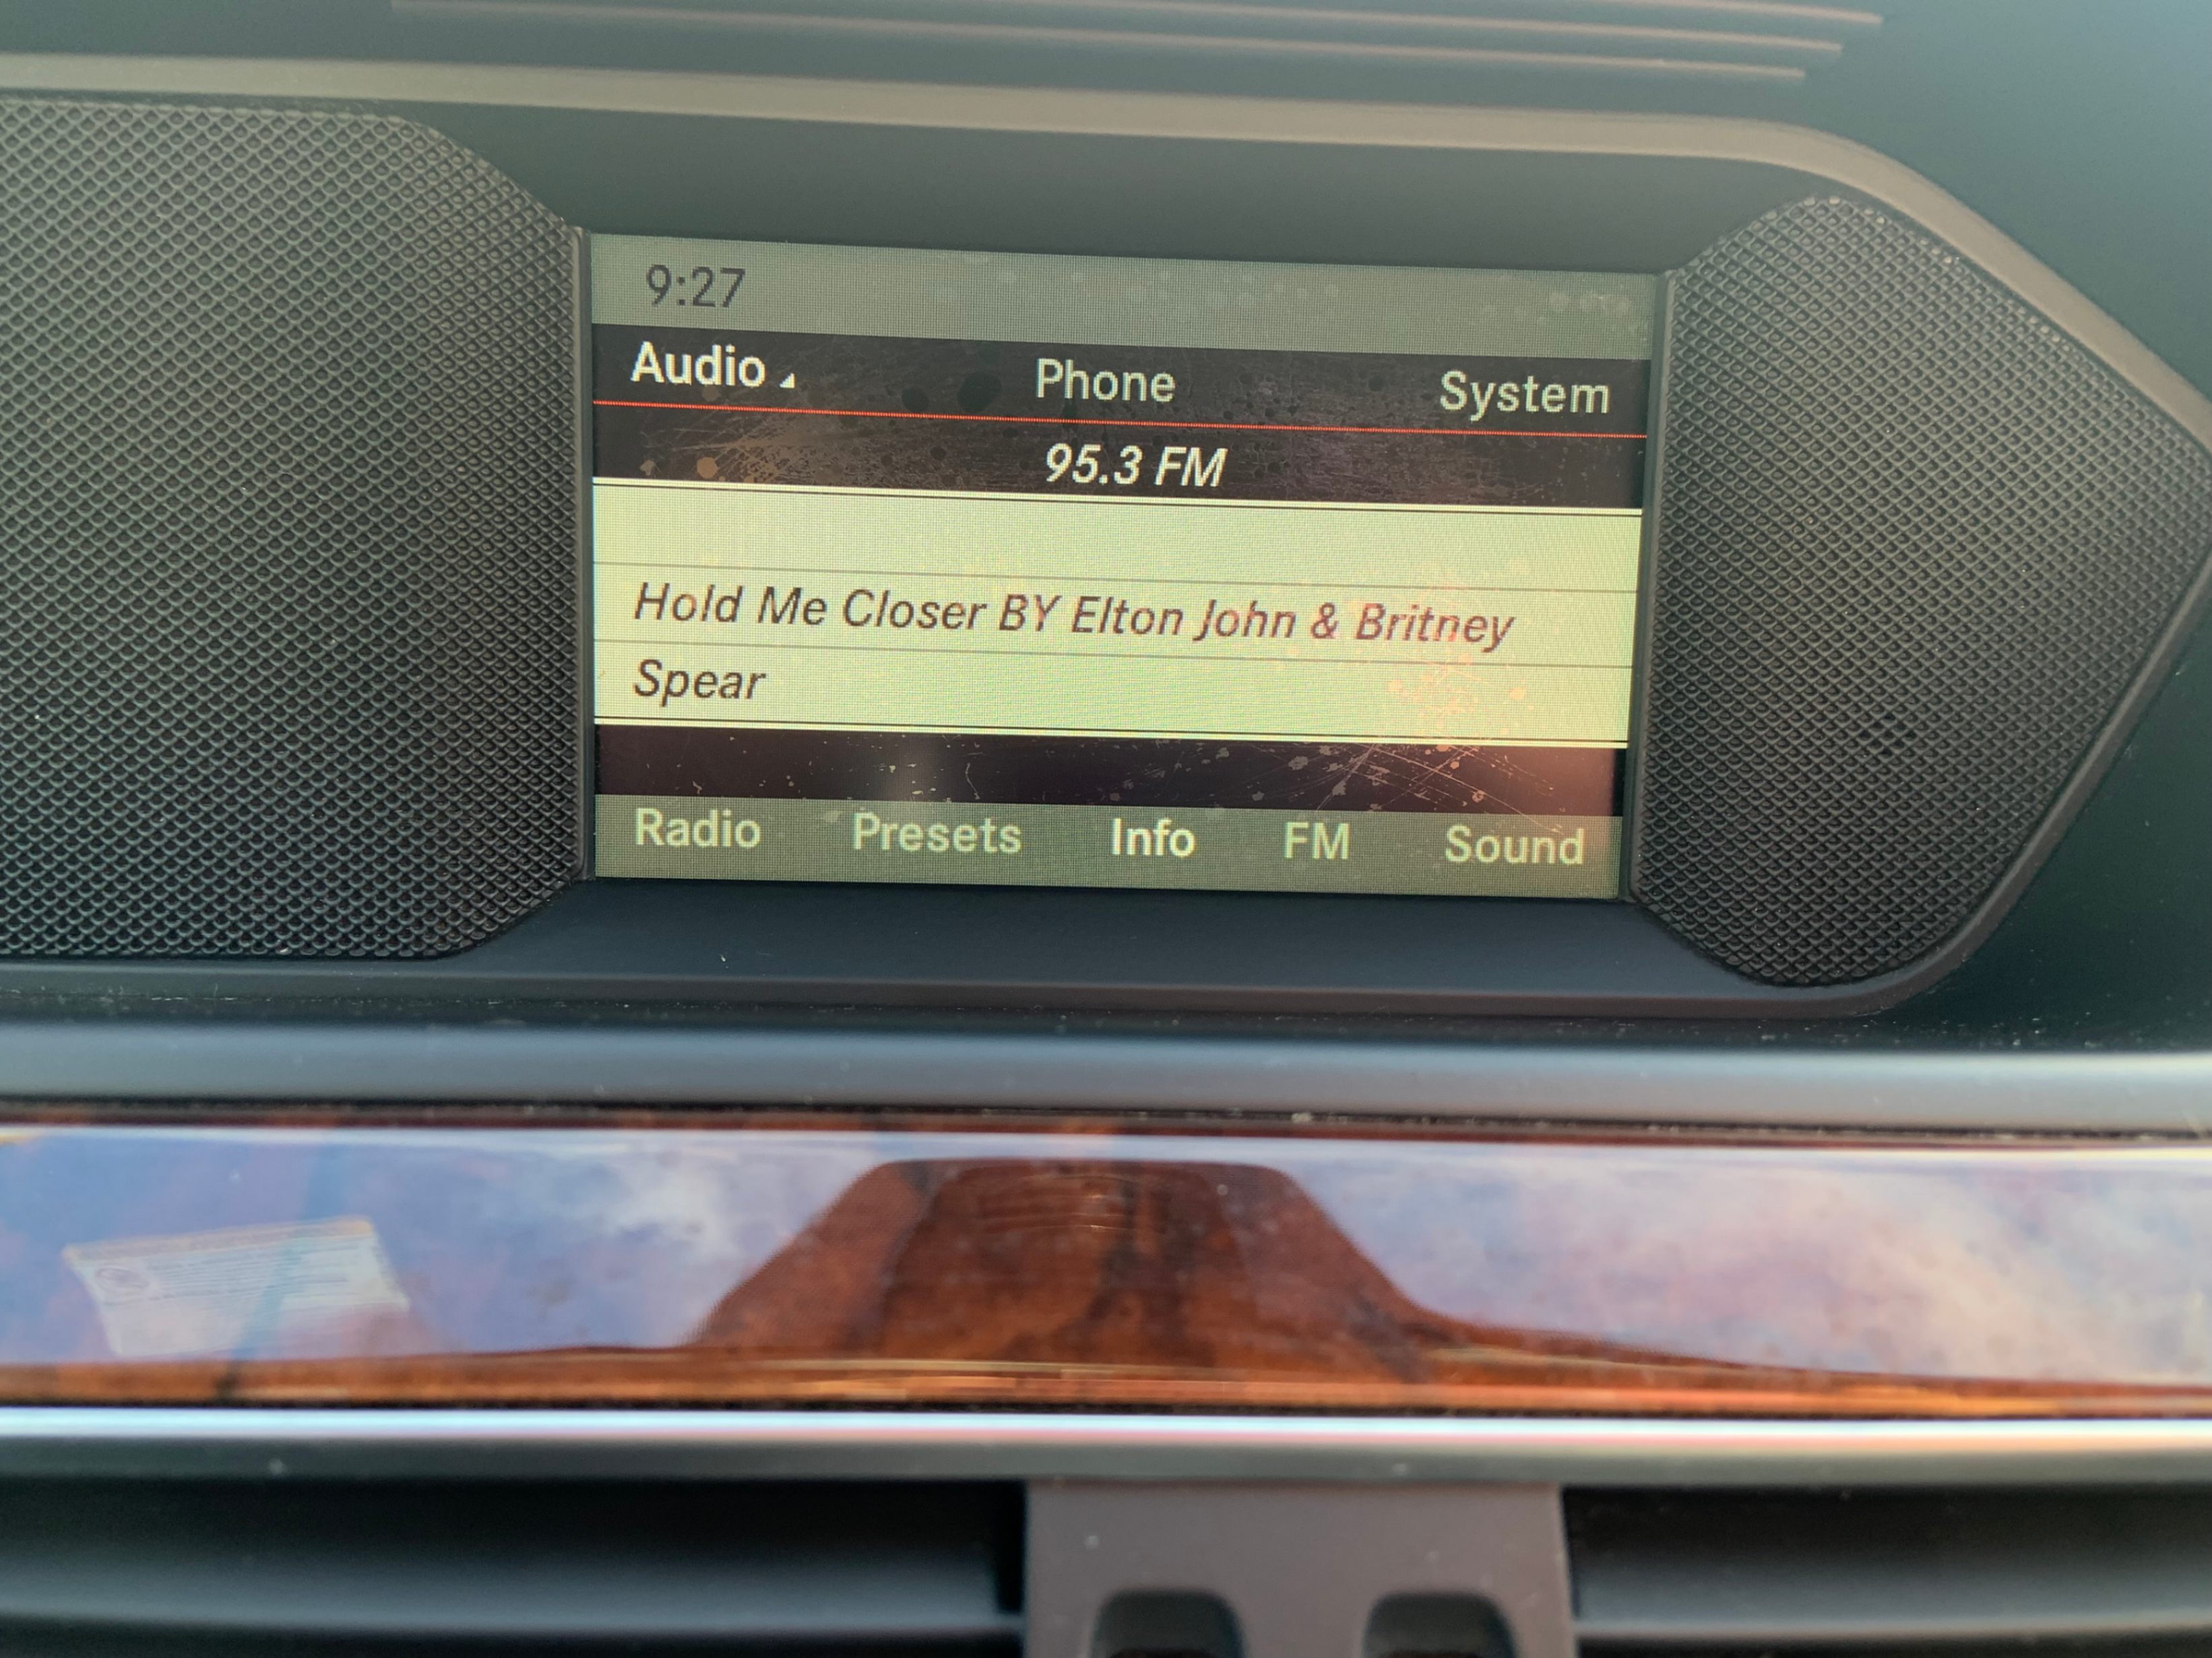 9:27
Audio Phone System
95.3 FM
Hold Me Closer BY Elton John & Britney
Spear
Radio Presets Info FM Sound